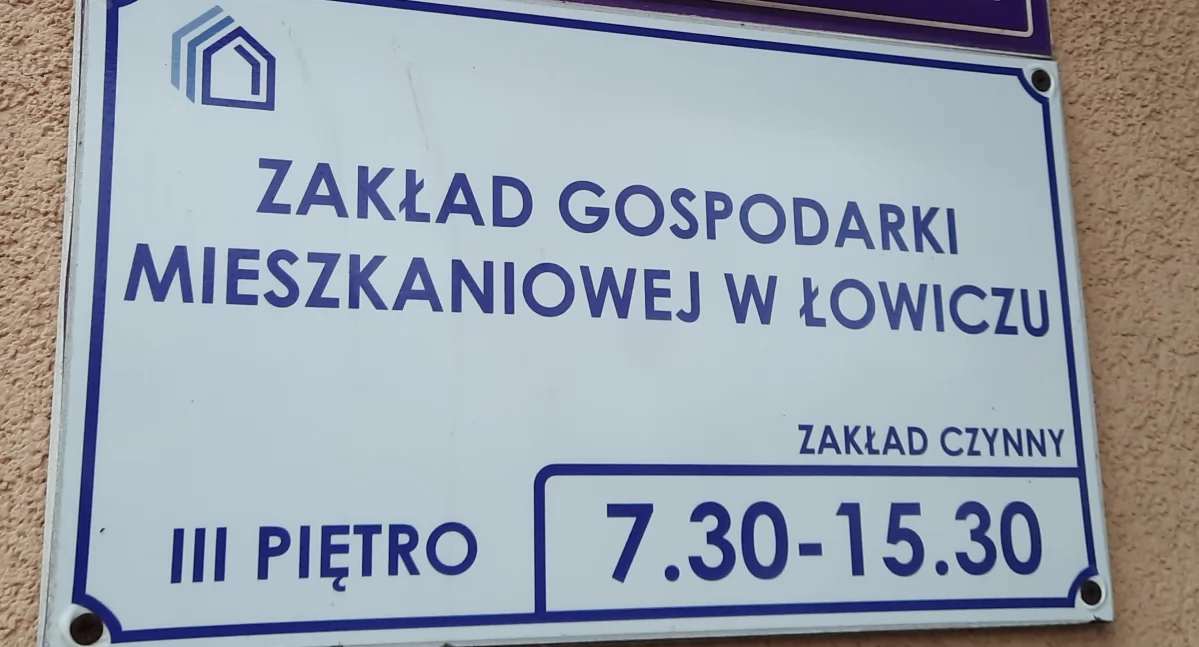 ZAKŁAD GOSPODARKI
MIESZKANIOWEJ W ŁOWICZU
ZAKŁAD CZYNNY
III PIĘTRO 7.30-15.30